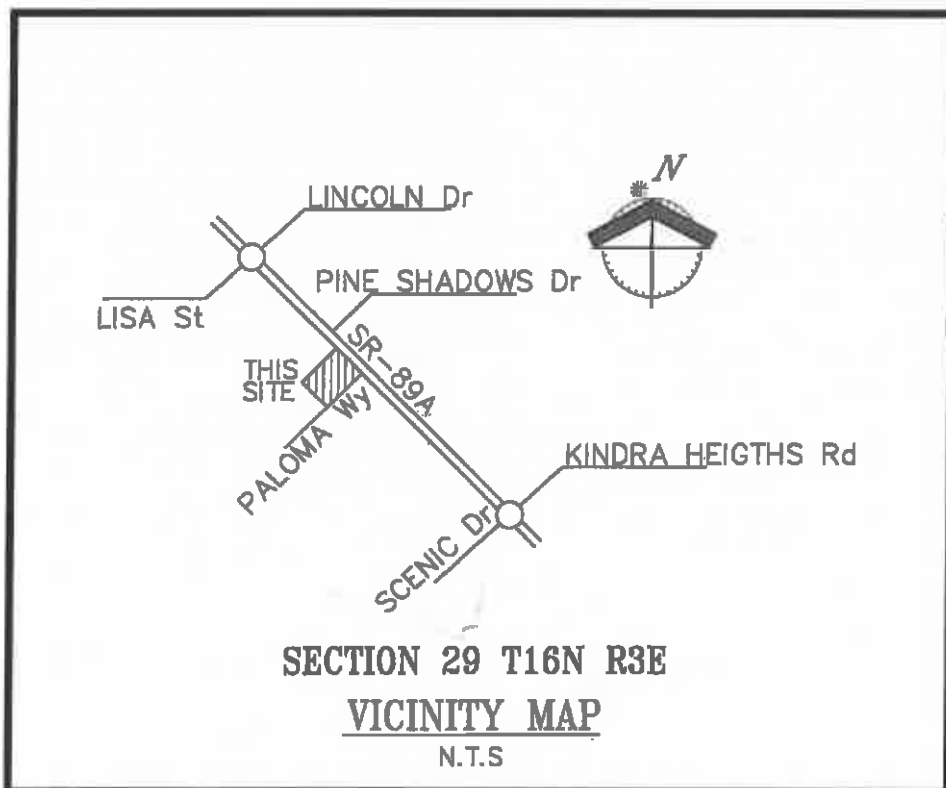 N
LINCOLN Dr
PINE SHADOWS Dr
LISA St
SR-89A
THIS
SITE
PALOMA Wy
KINDRA HEIGTHS Rd
SCENIC Dr
SECTION 29 T16N R3E
VICINITY MAP
N.T.S